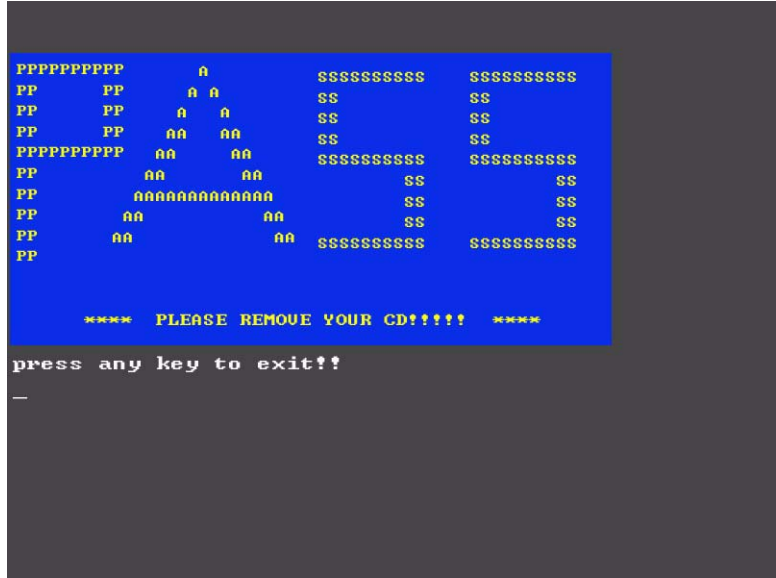 PPPPPPPPPP A SSSSSSSSSS SSSSSSSSSS
PP PP A A SS SS
PP PP A A SS SS
PP PP AA AA SS SS
PPPPPPPPPP AA AA SSSSSSSSSS SSSSSSSSSS
PP AA AA SS SS
PP AAAAAAAAAAAAA SS SS
PP AA AA SS SS
PP AA AA SSSSSSSSSS SSSSSSSSSS
PP
**** PLEASE REMOVE YOUR CD!!!!! ****
press any key to exit!!
_